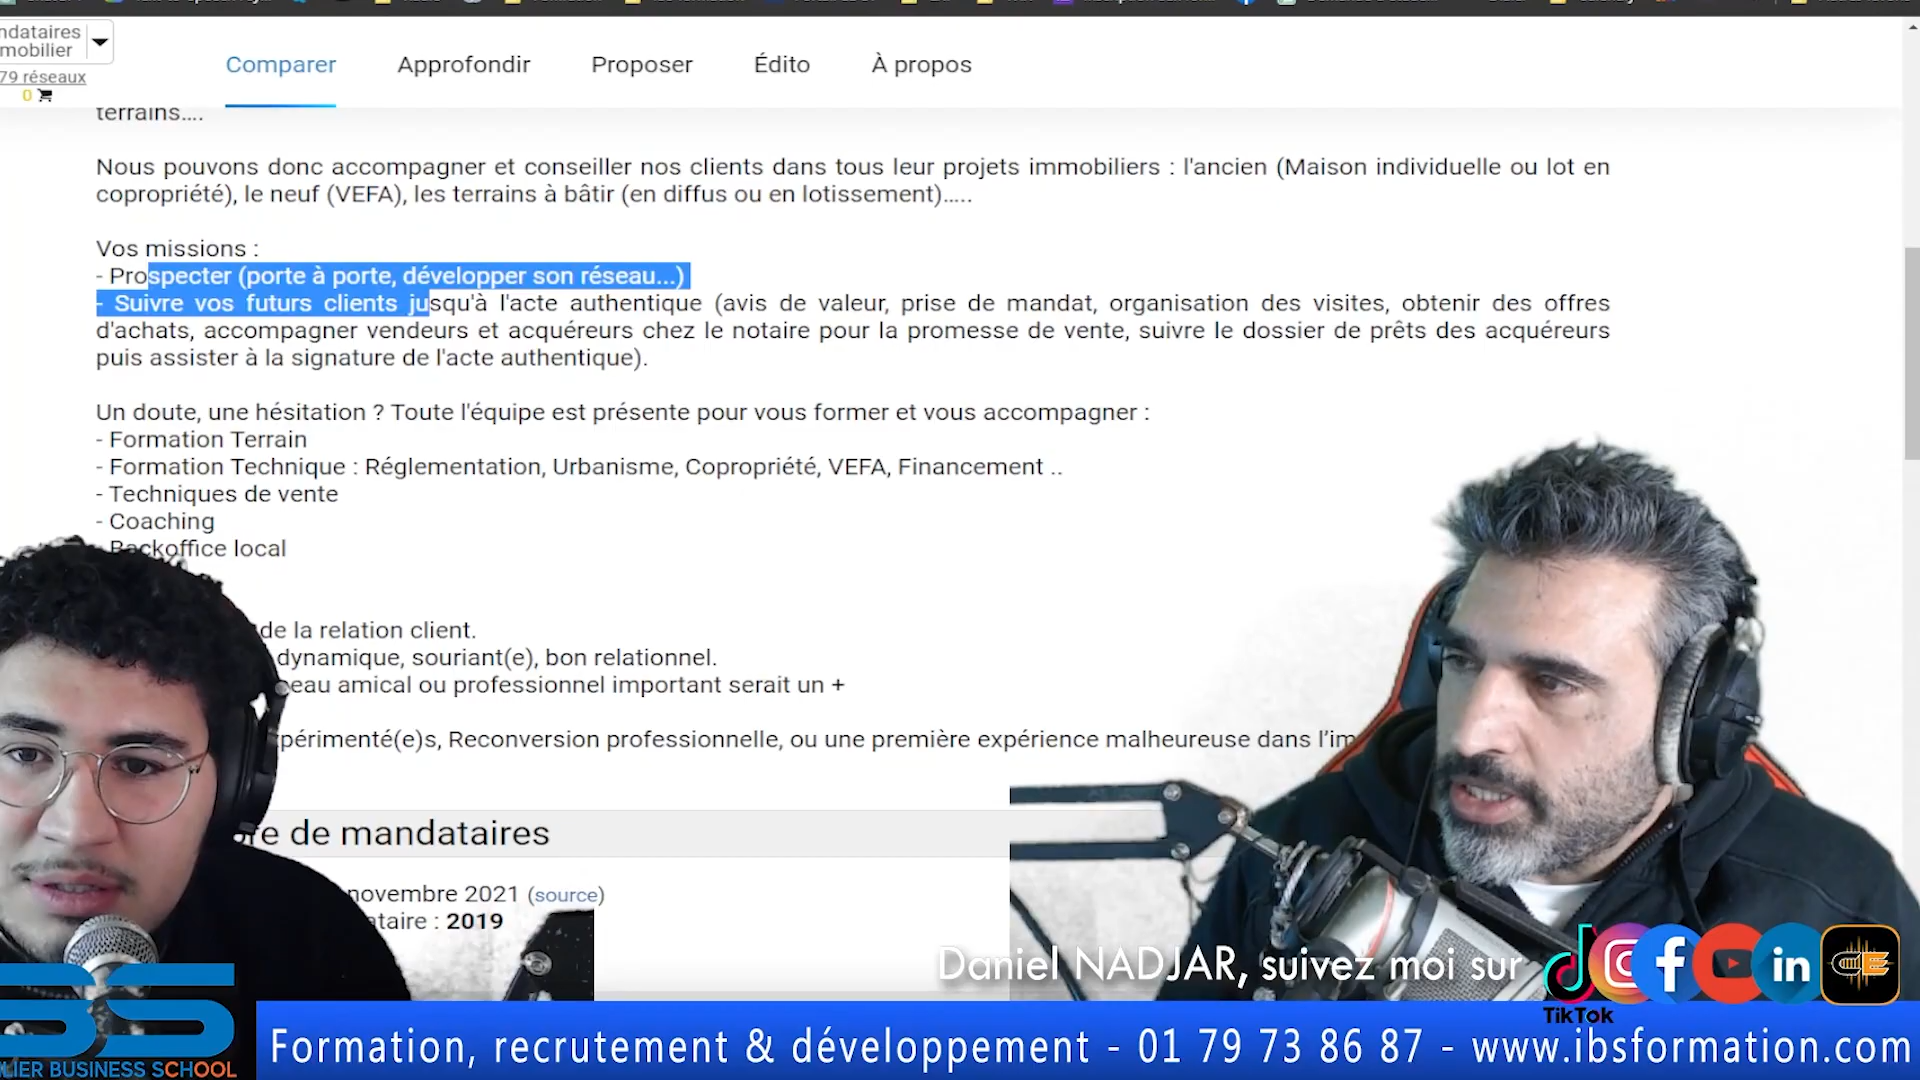 ndataires
mobilier
79 réseaux
0
Comparer
Approfondir
Proposer
Édito
À propos
terrains....
Nous pouvons donc accompagner et conseiller nos clients dans tous leur projets immobiliers : l'ancien (Maison individuelle ou lot en
copropriété), le neuf (VEFA), les terrains à bâtir (en diffus ou en lotissement).....
Vos missions :
- Prospecter (porte à porte, développer son réseau...)
- Suivre vos futurs clients jusqu'à l'acte authentique (avis de valeur, prise de mandat, organisation des visites, obtenir des offres
d'achats, accompagner vendeurs et acquéreurs chez le notaire pour la promesse de vente, suivre le dossier de prêts des acquéreurs
puis assister à la signature de l'acte authentique).
Un doute, une hésitation ? Toute l'équipe est présente pour vous former et vous accompagner :
- Formation Terrain
- Formation Technique : Réglementation, Urbanisme, Copropriété, VEFA, Financement ..
- Techniques de vente
- Coaching
- Backoffice local
de la relation client.
dynamique, souriant(e), bon relationnel.
eau amical ou professionnel important serait un +
périmenté(e)s, Reconversion professionnelle, ou une première expérience malheureuse dans l'im
re de mandataires
novembre 2021 (source)
taire : 2019
Daniel NADJAR, suivez moi sur
TikTok
in
BS
LIER BUSINESS SCHOOL
Formation, recrutement & développement - 01 79 73 86 87 - www.ibsformation.com